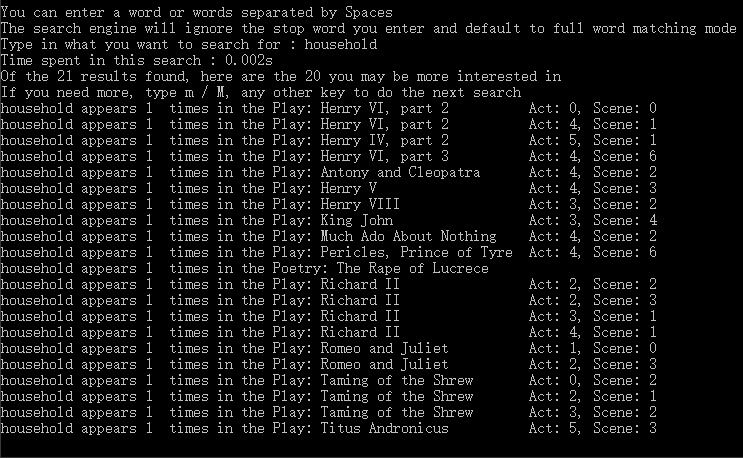 You can enter a word or words separated by Spaces
The search engine will ignore the stop word you enter and default to full word matching mode
Type in what you want to search for : household
Time spent in this search : 0.002s
Of the 21 results found, here are the 20 you may be more interested in
If you need more, type m / M, any other key to do the next search
household appears 1  times in the Play: Henry VI, part 2          Act: 0, Scene: 0
household appears 1  times in the Play: Henry VI, part 2          Act: 4, Scene: 1
household appears 1  times in the Play: Henry IV, part 2          Act: 5, Scene: 1
household appears 1  times in the Play: Henry VI, part 3          Act: 4, Scene: 6
household appears 1  times in the Play: Antony and Cleopatra      Act: 4, Scene: 2
household appears 1  times in the Play: Henry V                   Act: 4, Scene: 3
household appears 1  times in the Play: Henry VIII                Act: 3, Scene: 2
household appears 1  times in the Play: King John                 Act: 3, Scene: 4
household appears 1  times in the Play: Much Ado About Nothing    Act: 4, Scene: 2
household appears 1  times in the Play: Pericles, Prince of Tyre  Act: 4, Scene: 6
household appears 1  times in the Poetry: The Rape of Lucrece
household appears 1  times in the Play: Richard II                Act: 2, Scene: 2
household appears 1  times in the Play: Richard II                Act: 2, Scene: 3
household appears 1  times in the Play: Richard II                Act: 3, Scene: 1
household appears 1  times in the Play: Richard II                Act: 4, Scene: 1
household appears 1  times in the Play: Romeo and Juliet          Act: 1, Scene: 0
household appears 1  times in the Play: Romeo and Juliet          Act: 2, Scene: 3
household appears 1  times in the Play: Taming of the Shrew       Act: 0, Scene: 2
household appears 1  times in the Play: Taming of the Shrew       Act: 2, Scene: 1
household appears 1  times in the Play: Taming of the Shrew       Act: 3, Scene: 2
household appears 1  times in the Play: Titus Andronicus          Act: 5, Scene: 3